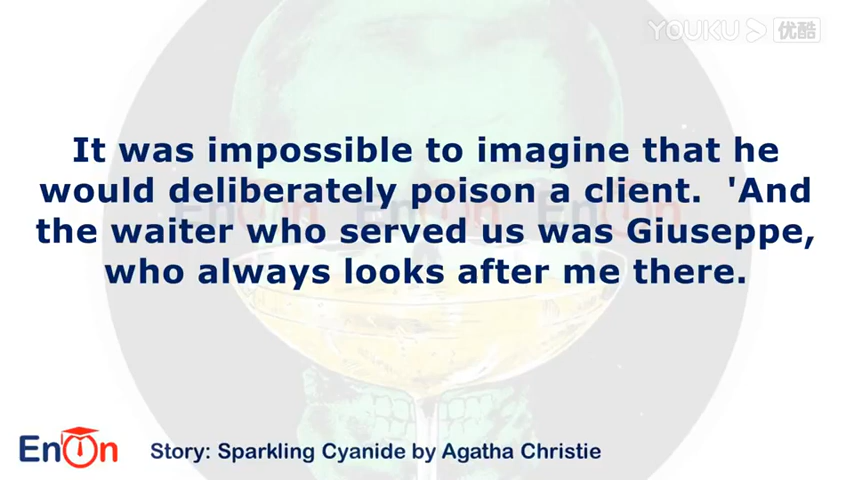 YOUKU 优酷
It was impossible to imagine that he
would deliberately poison a client.  'And
the waiter who served us was Giuseppe,
who always looks after me there.
EnOn
Story: Sparkling Cyanide by Agatha Christie